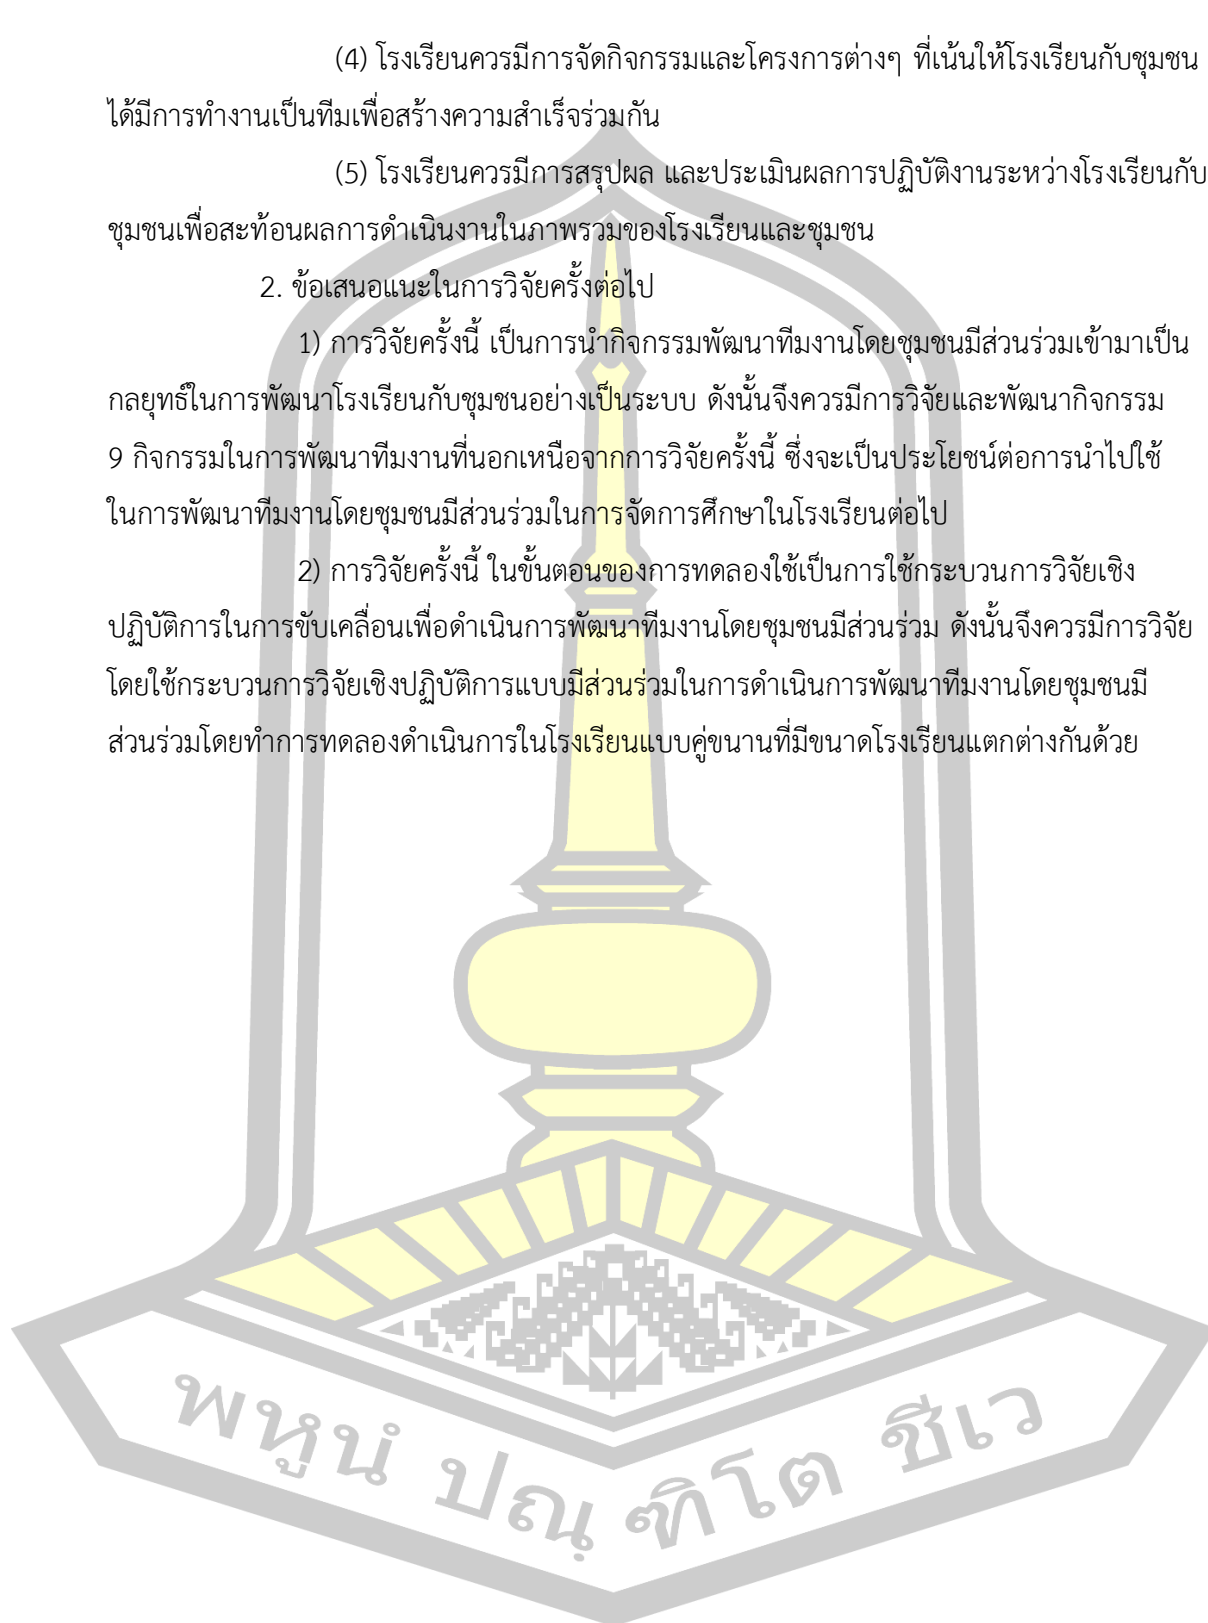 (4) โรงเรียนควรมีการจัดกิจกรรมและโครงการต่างๆ ที่เน้นให้โรงเรียนกับชุมชน
ได้มีการทำงานเป็นทีมเพื่อสร้างความสำเร็จร่วมกัน
(5) โรงเรียนควรมีการสรุปผล และประเมินผลการปฏิบัติงานระหว่างโรงเรียนกับ
ชุมชนเพื่อสะท้อนผลการดำเนินงานในภาพรวมของโรงเรียนและชุมชน
2. ข้อเสนอแนะในการวิจัยครั้งต่อไป
1) การวิจัยครั้งนี้ เป็นการนำกิจกรรมพัฒนาทีมงานโดยชุมชนมีส่วนร่วมเข้ามาเป็น
กลยุทธ์ในการพัฒนาโรงเรียนกับชุมชนอย่างเป็นระบบ ดังนั้นจึงควรมีการวิจัยและพัฒนากิจกรรม
9 กิจกรรมในการพัฒนาทีมงานที่นอกเหนือจากการวิจัยครั้งนี้ ซึ่งจะเป็นประโยชน์ต่อการนำไปใช้
ในการพัฒนาทีมงานโดยชุมชนมีส่วนร่วมในการจัดการศึกษาในโรงเรียนต่อไป
2) การวิจัยครั้งนี้ ในขั้นตอนของการทดลองใช้เป็นการใช้กระบวนการวิจัยเชิง
ปฏิบัติการในการขับเคลื่อนเพื่อดำเนินการพัฒนาทีมงานโดยชุมชนมีส่วนร่วม ดังนั้นจึงควรมีการวิจัย
โดยใช้กระบวนการวิจัยเชิงปฏิบัติการแบบมีส่วนร่วมในการดำเนินการพัฒนาทีมงานโดยชุมชนมี
ส่วนร่วมโดยทำการทดลองดำเนินการในโรงเรียนแบบคู่ขนานที่มีขนาดโรงเรียนแตกต่างกันด้วย
พหูนํ ปณฺฑิโต ชีเว